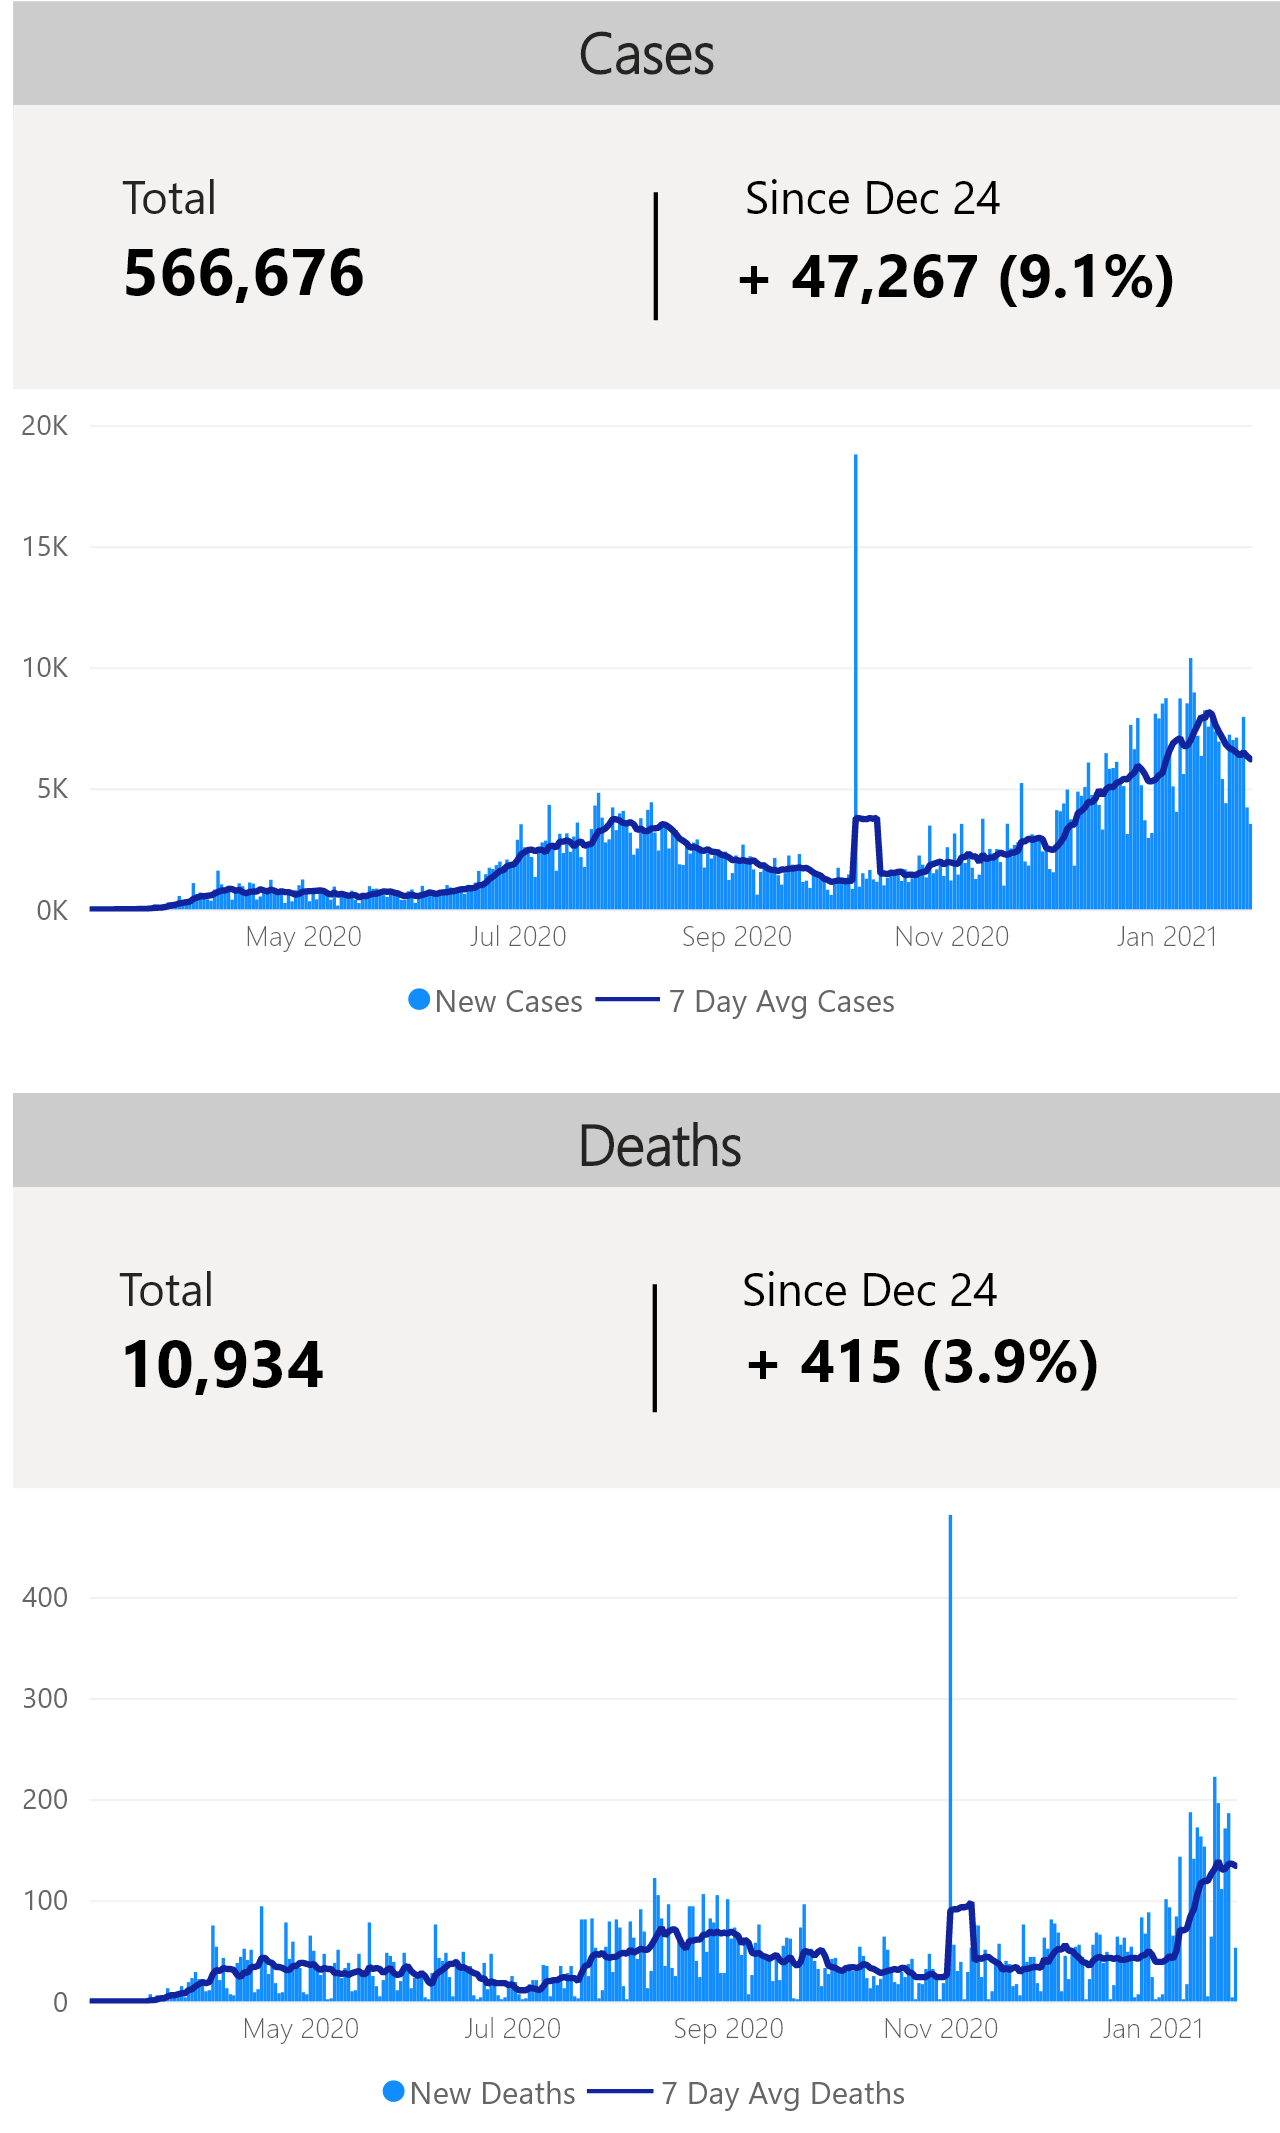 Cases
Total
Since Dec 24
566,676
+ 47,267 (9.1%)
20K
15K
10K
5K
0K
May 2020
Jul 2020
Sep 2020
Nov 2020
Jan 2021
New Cases
7 Day Avg Cases
Deaths
Total
Since Dec 24
10,934
+ 415 (3.9%)
400
300
200
100
0
May 2020
Jul 2020
Sep 2020
Nov 2020
Jan 2021
New Deaths
7 Day Avg Deaths